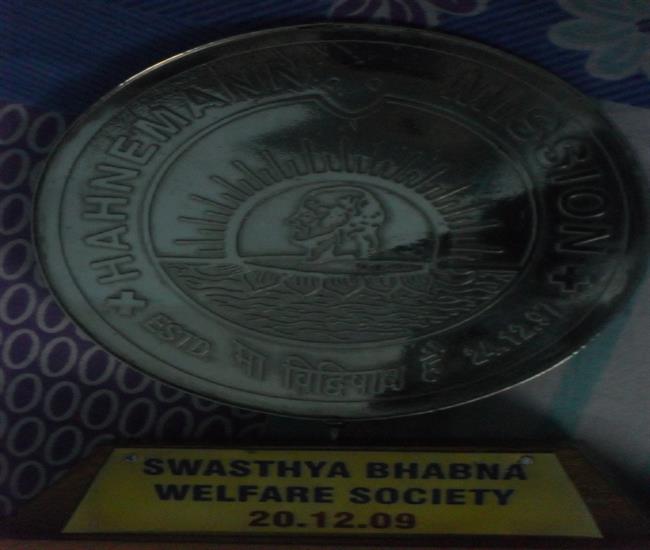 HAHNEMANN MISSION
ESTD 24.12.97
मा विद्विषाव है
SWASTHYA BHABNA
WELFARE SOCIETY
20.12.09